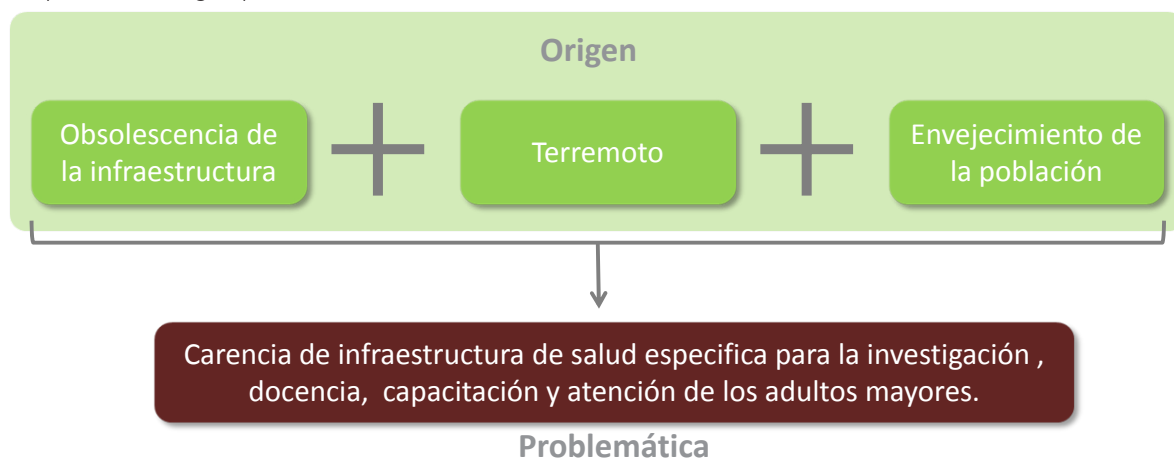 Origen
Obsolescencia de
la infraestructura
Terremoto
Envejecimiento de
la población
Carencia de infraestructura de salud especifica para la investigación ,
docencia, capacitación y atención de los adultos mayores.
Problemática